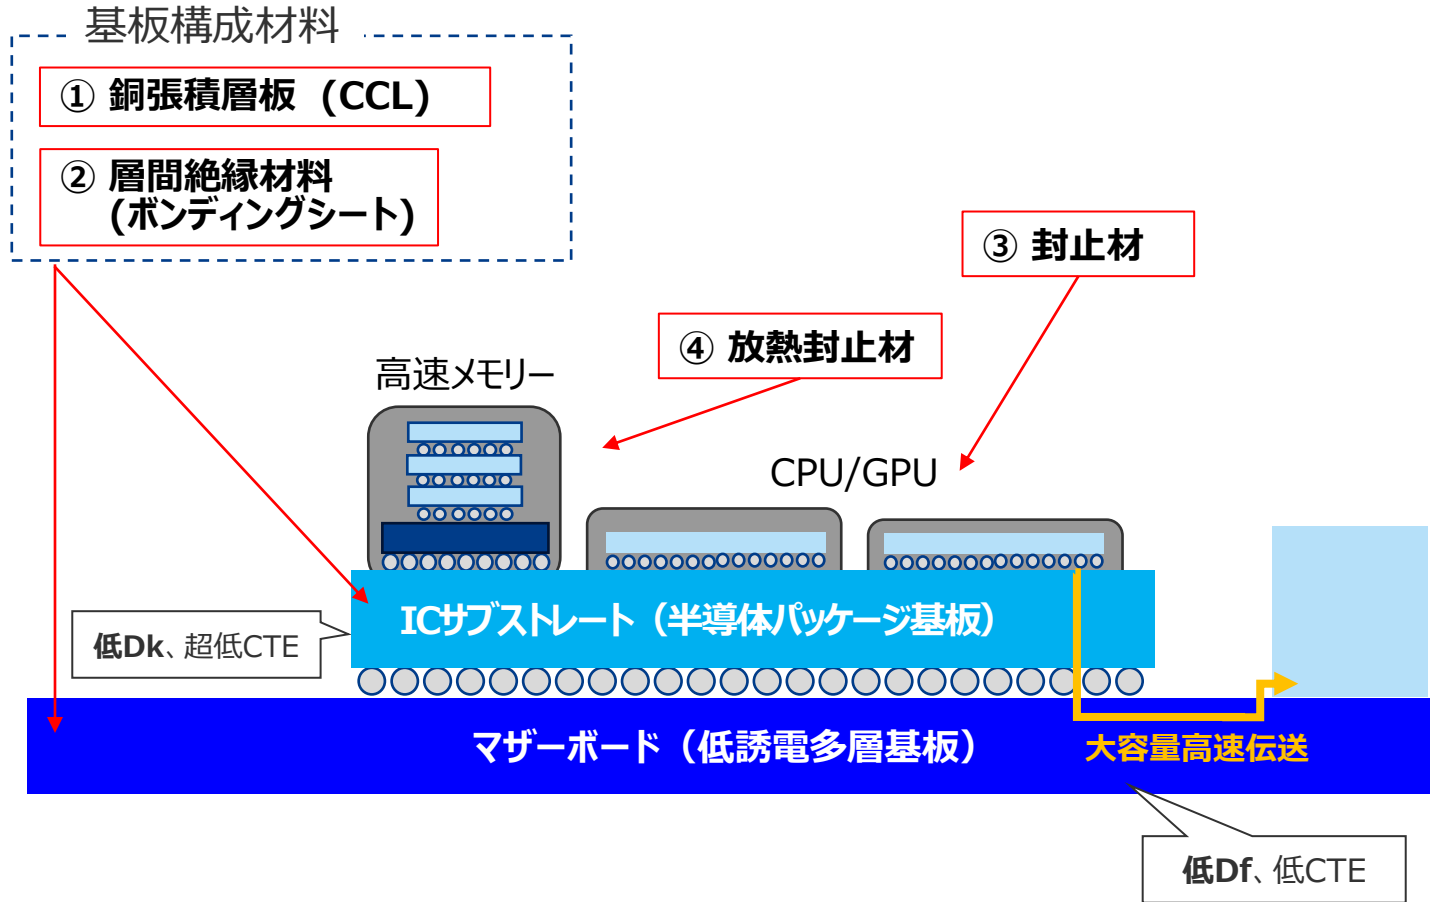 基板構成材料
① 銅張積層板 (CCL)
② 層間絶縁材料
(ボンディングシート)
③ 封止材
④ 放熱封止材
高速メモリー
CPU/GPU
ICサブストレート（半導体パッケージ基板）
低Dk、超低CTE
マザーボード（低誘電多層基板）
大容量高速伝送
低Df、低CTE